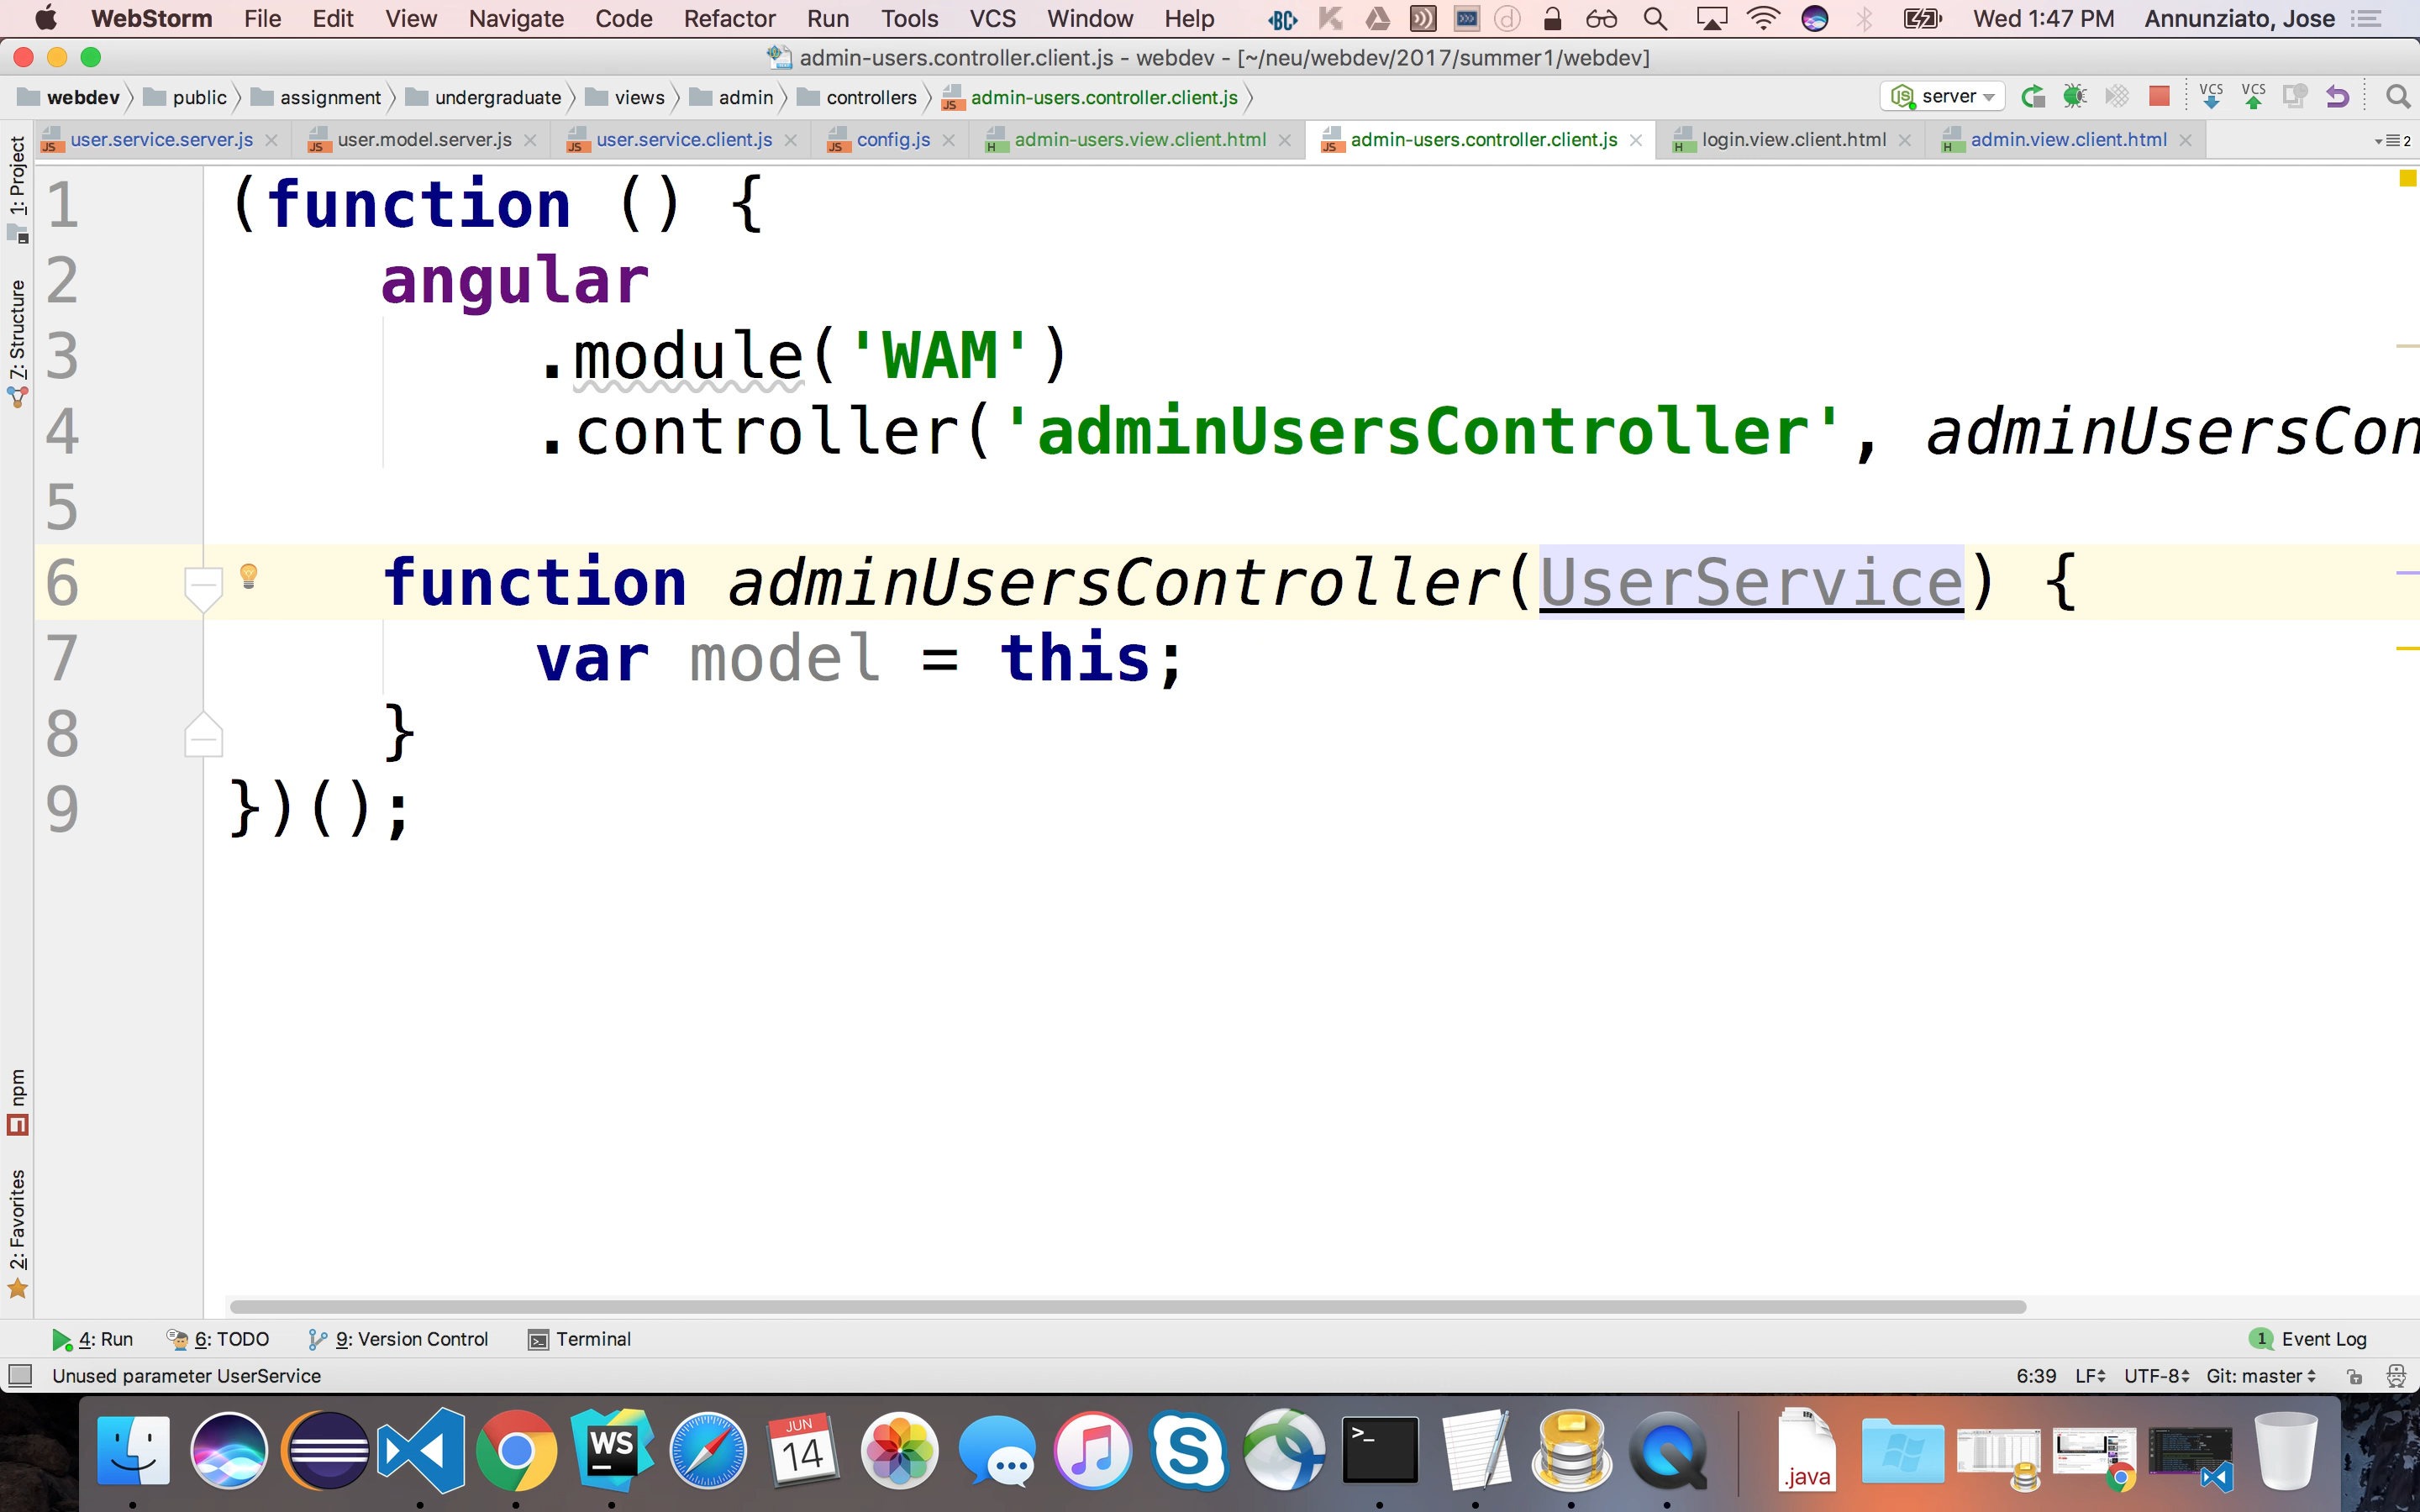 WebStorm File Edit View Navigate Code Refactor Run Tools VCS Window Help BC Wed 1:47 PM Annunziato, Jose
admin-users.controller.client.js - webdev - [~/neu/webdev/2017/summer1/webdev]
webdev public assignment undergraduate views admin controllers admin-users.controller.client.js server VCS VCS
user.service.server.js user.model.server.js user.service.client.js config.js admin-users.view.client.html admin-users.controller.client.js login.view.client.html admin.view.client.html 2
1: Project
7: Structure
npm
2: Favorites
1 (function () {
2 angular
3 .module('WAM')
4 .controller('adminUsersController', adminUsersCon
5
6 function adminUsersController(UserService) {
7 var model = this;
8 }
9 })();
4: Run 6: TODO 9: Version Control Terminal 1 Event Log
Unused parameter UserService 6:39 LF UTF-8 Git: master
WS JUN 14 S >_ Q .java